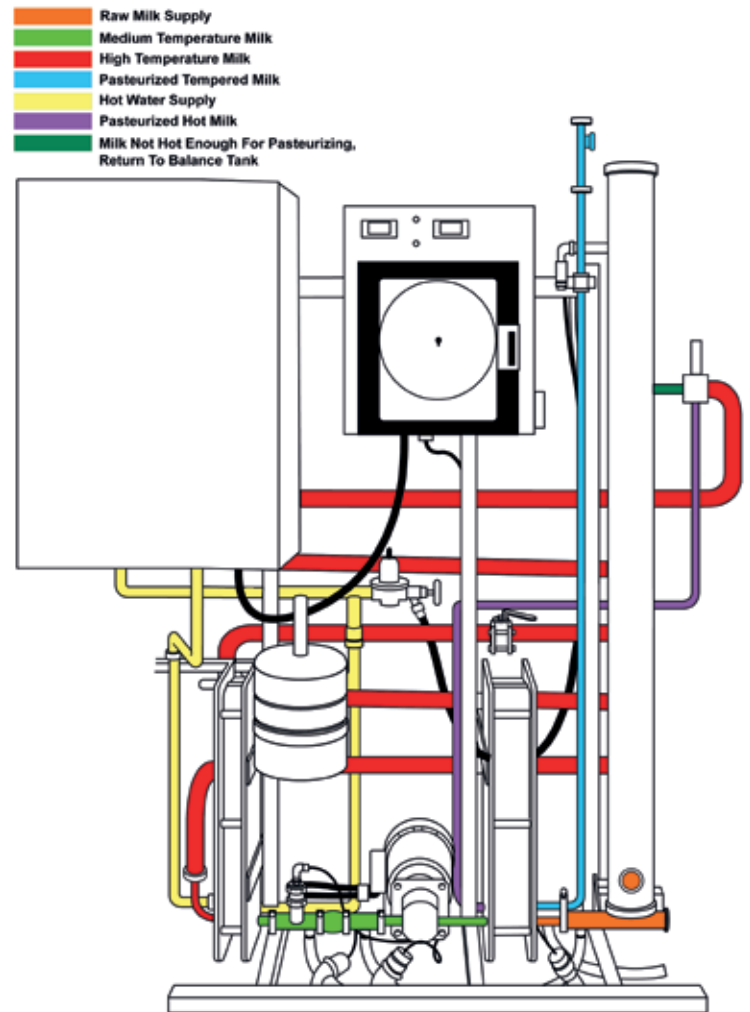 Raw Milk Supply
Medium Temperature Milk
High Temperature Milk
Pasteurized Tempered Milk
Hot Water Supply
Pasteurized Hot Milk
Milk Not Hot Enough For Pasteurizing,
Return To Balance Tank